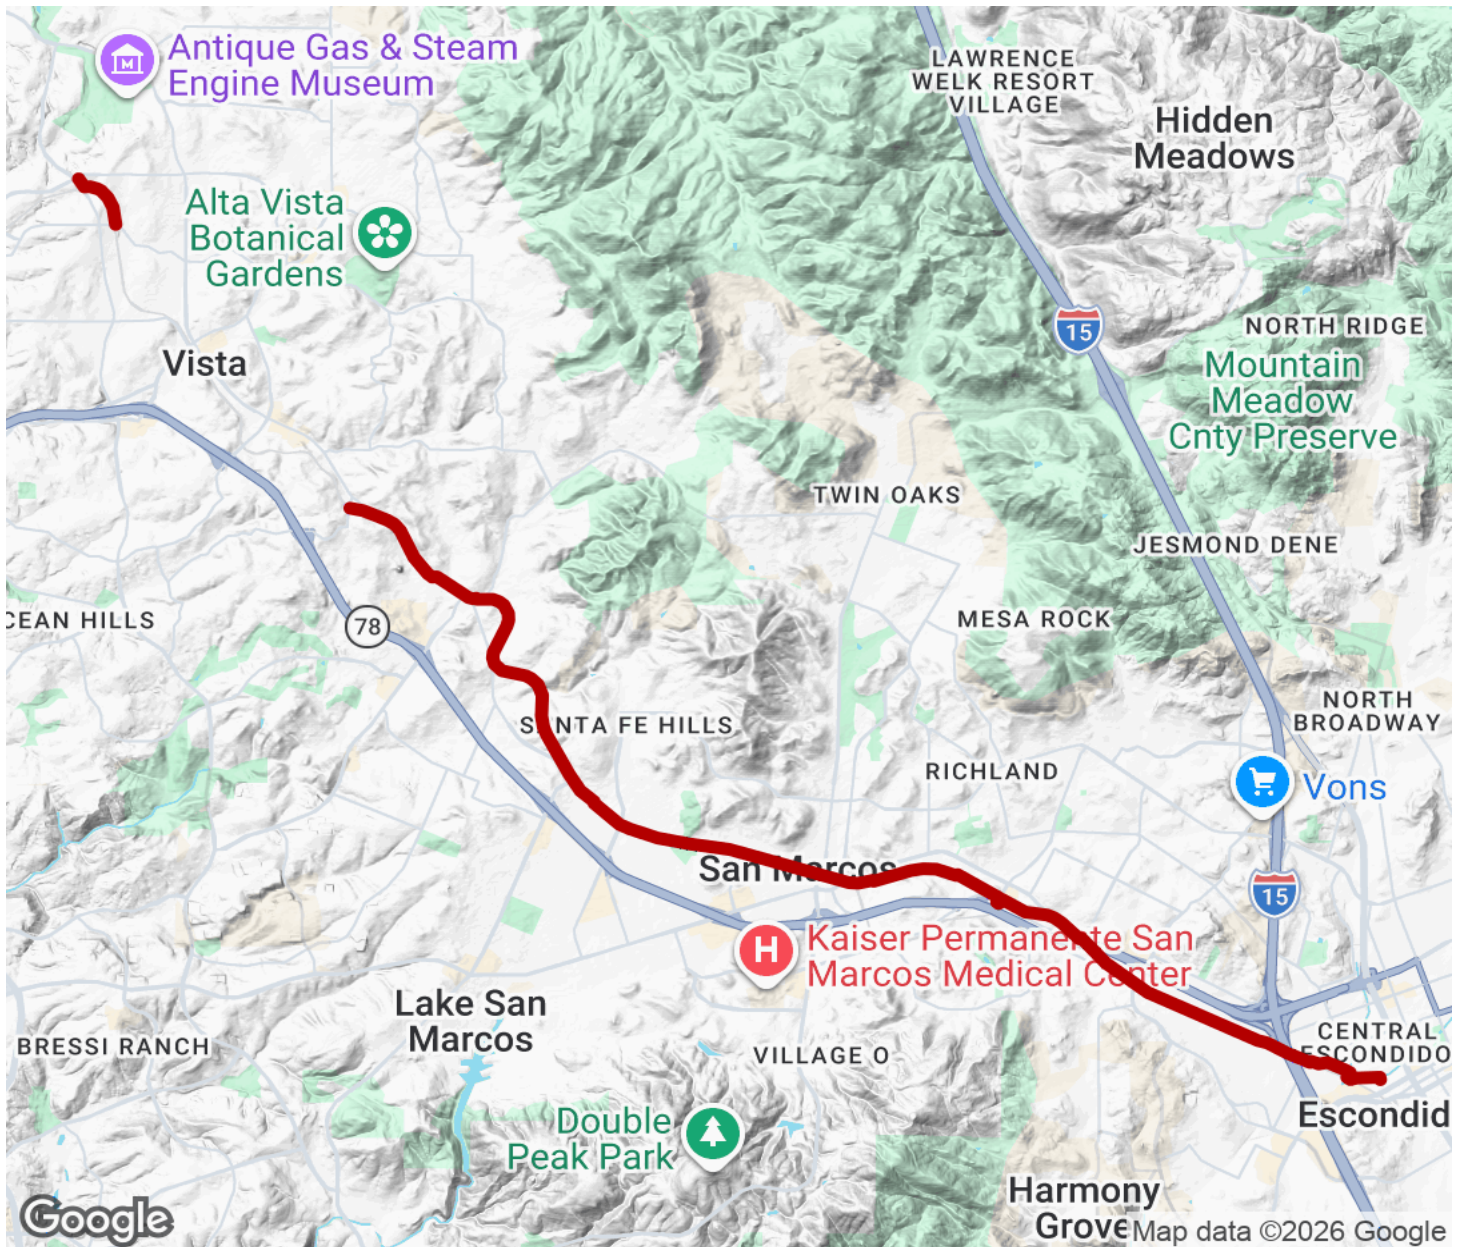 Antique Gas & Steam
Engine Museum
LAWRENCE
WELK RESORT
VILLAGE
Hidden
Meadows
Alta Vista
Botanical
Gardens
15
NORTH RIDGE
Mountain
Meadow
Cnty Preserve
Vista
TWIN OAKS
JESMOND DENE
CEAN HILLS
78
MESA ROCK
NORTH
BROADWAY
SANTA FE HILLS
RICHLAND
Vons
San Marcos
15
H
Kaiser Permanente San
Marcos Medical Center
Lake San
Marcos
BRESSI RANCH
VILLAGE O
CENTRAL
ESCONDIDO
Escondid
Double
Peak Park
Harmony
Grove
Google
Map data ©2026 Google